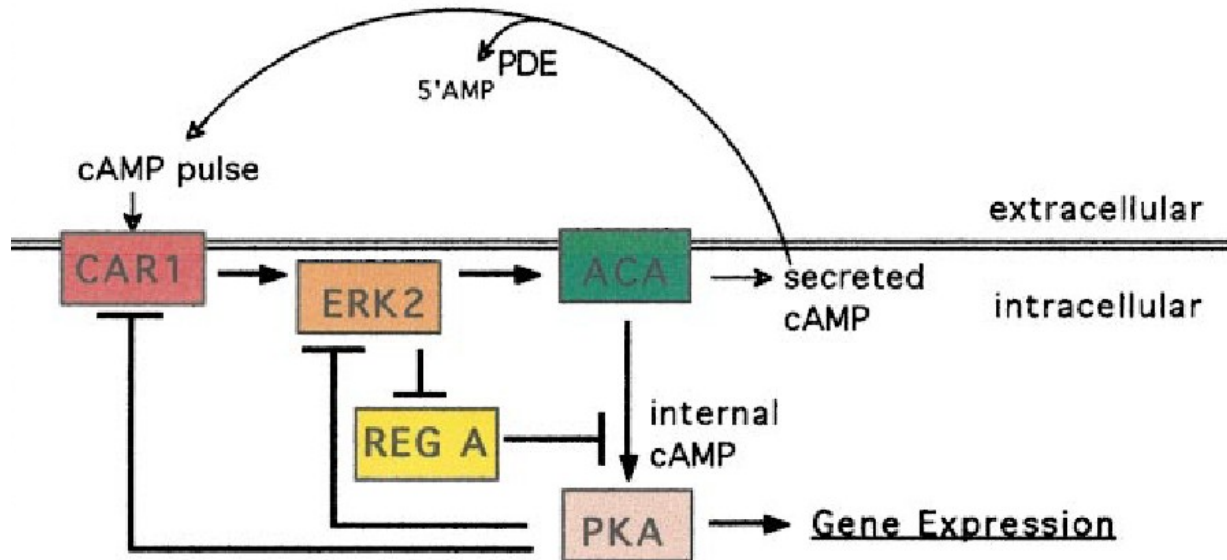 PDE
5'AMP
cAMP pulse
extracellular
CAR1
ERK2
ACA
secreted
cAMP
intracellular
REG A
internal
cAMP
PKA
Gene Expression